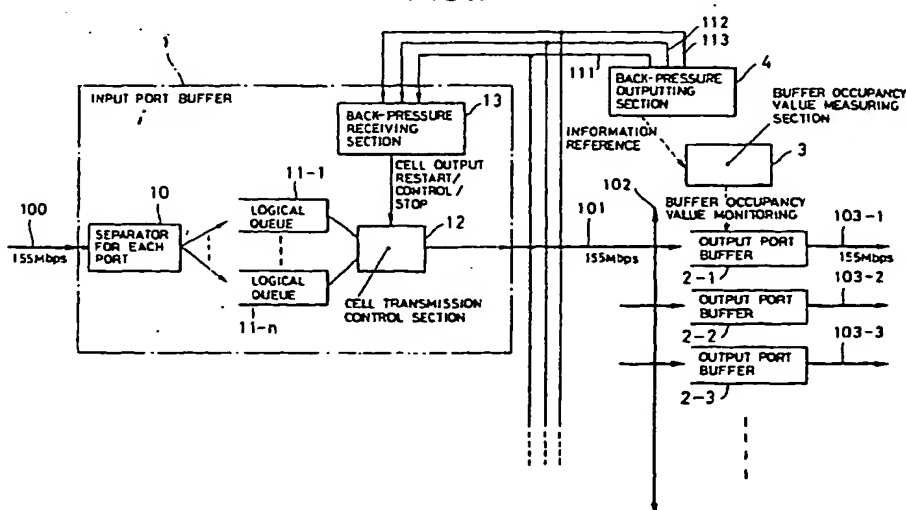 112
113
1
111
4
BACK-PRESSURE
OUTPUTTING
SECTION
BUFFER OCCUPANCY
VALUE MEASURING
SECTION
INPUT PORT BUFFER
i
13
BACK-PRESSURE
RECEIVING
SECTION
INFORMATION
REFERENCE
3
CELL OUTPUT
RESTART/
CONTROL/
STOP
11-1
LOGICAL
QUEUE
10
SEPARATOR
FOR EACH
PORT
100
155Mbps
12
102
BUFFER OCCUPANCY
VALUE MONITORING
101
155Mbps
OUTPUT PORT
BUFFER
2-1
103-1
155Mbps
LOGICAL
QUEUE
11-n
CELL TRANSMISSION
CONTROL SECTION
OUTPUT PORT
BUFFER
2-2
103-2
OUTPUT PORT
BUFFER
2-3
103-3